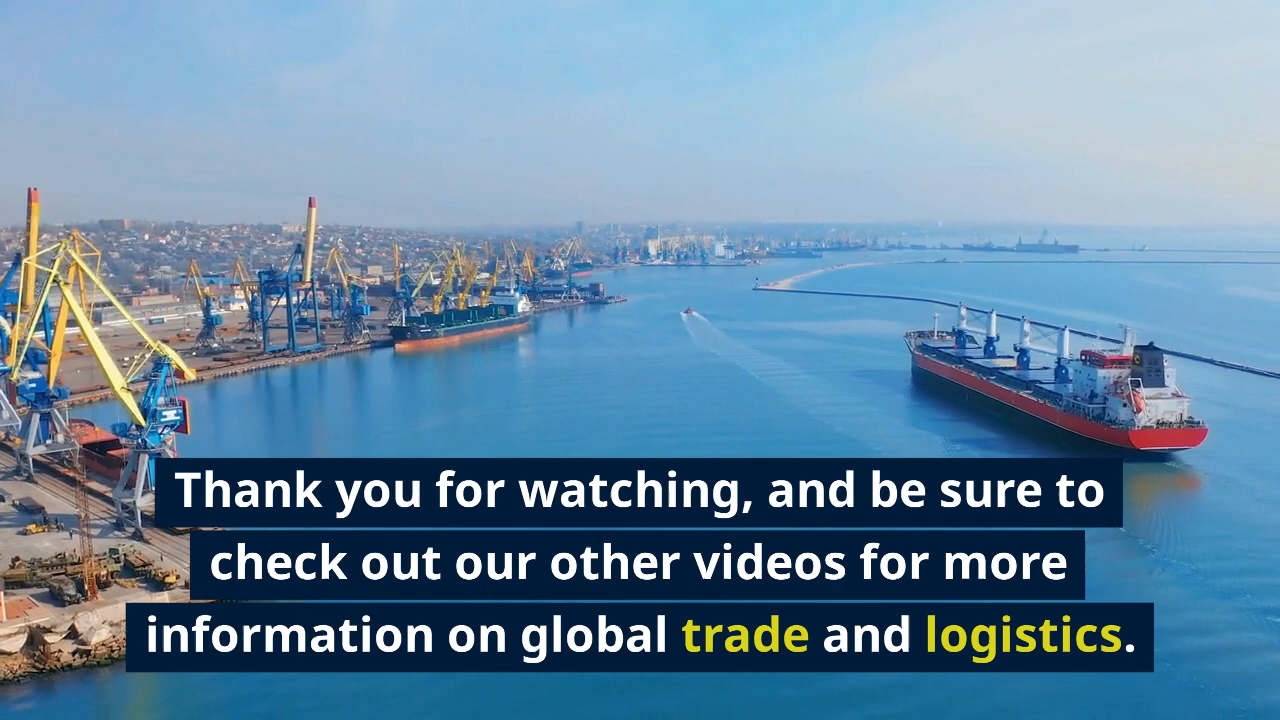 Thank you for watching, and be sure to
check out our other videos for more
information on global trade and logistics.